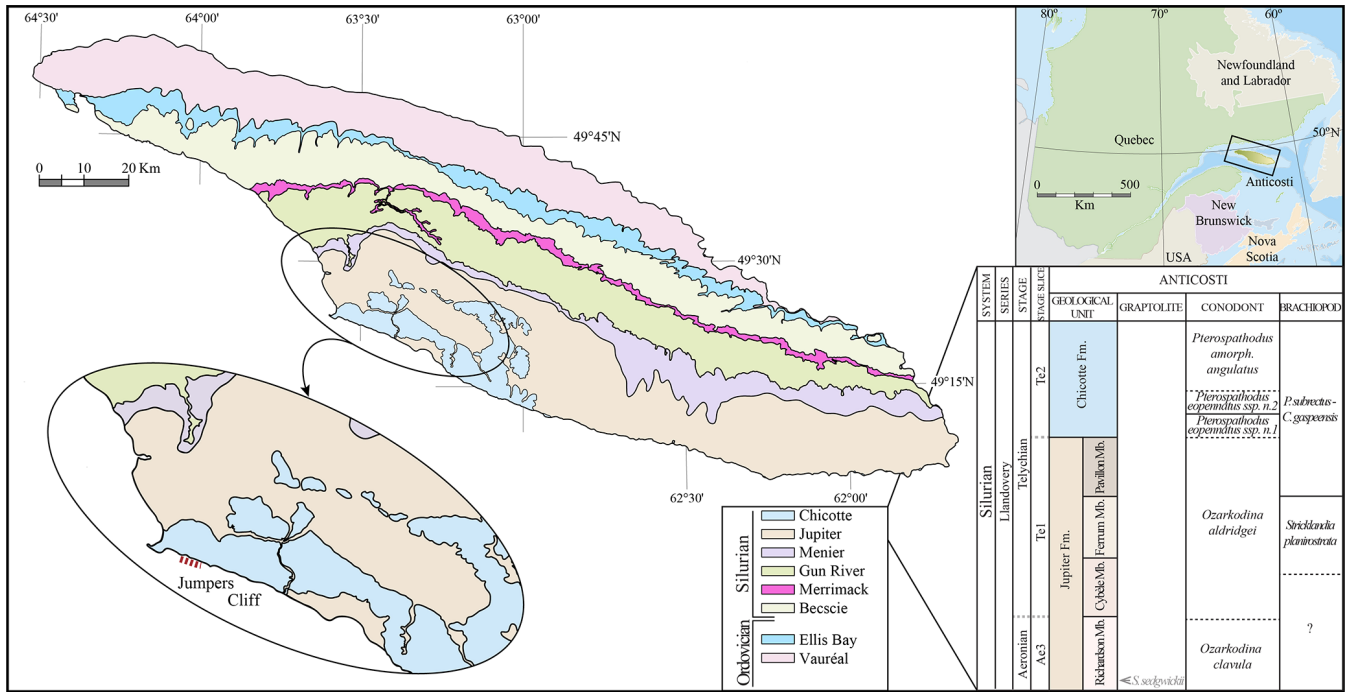 64°30'
64°00'
63°30'
63°00'
49°45'N
0 10 20 Km
49°30'N
49°15'N
62°30'
62°00'
Jumpers
Cliff
Silurian
Ordovician
Chicotte
Jupiter
Menier
Gun River
Merrimack
Becscie
Ellis Bay
Vauréal
80°
70°
60°
Newfoundland
and Labrador
50°N
Quebec
Anticosti
0 500
Km
New
Brunswick
Nova
Scotia
USA
SYSTEM
SERIES
STAGE
STAGE SLICE
ANTICOSTI
GEOLOGICAL
UNIT
GRAPTOLITE
CONODONT
BRACHIOPOD
Silurian
Llandovery
Telychian
Aeronian
Te2
Te1
Ae3
Chicotte Fm.
Jupiter Fm.
Pavillon Mb.
Ferrum Mb.
Cybèle Mb.
Richardson Mb.
S. sedgwickii
Pterospathodus
amorph.
angulatus
Pterospathodus
eopennatus ssp. n.2
Pterospathodus
eopennatus ssp. n.1
Ozarkodina
aldridgei
Ozarkodina
clavula
P. subrectus -
C. gaspeensis
Stricklandia
planirostrata
?